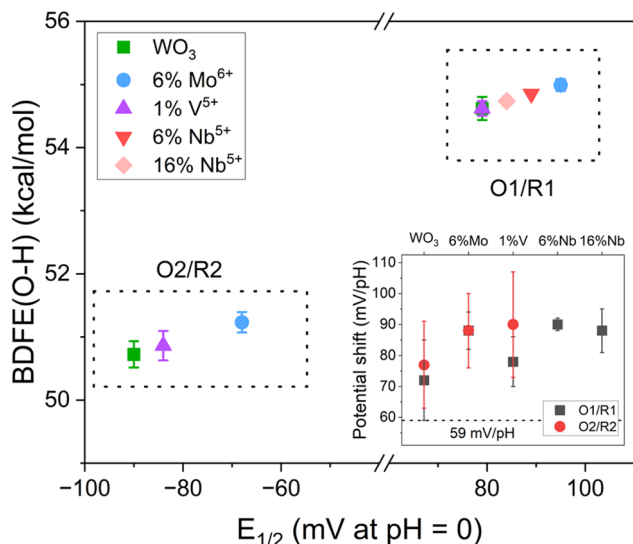 56
54
52
50
BDFE(O-H) (kcal/mol)
WO₃
6% Mo⁶⁺
1% V⁵⁺
6% Nb⁵⁺
16% Nb⁵⁺
O1/R1
O2/R2
WO₃ 6%Mo 1%V 6%Nb 16%Nb
110
100
90
80
70
60
Potential shift (mV/pH)
59 mV/pH
O1/R1
O2/R2
−100 −80 −60 80 100
E₁/₂ (mV at pH = 0)